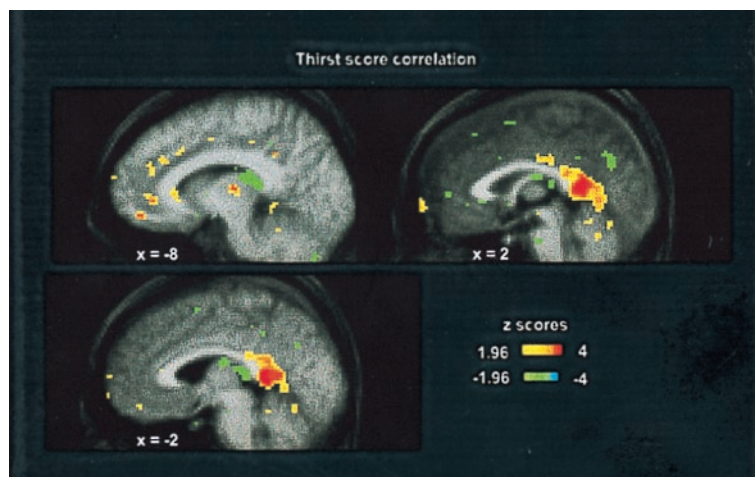 Thirst score correlation
x = -8
x = 2
x = -2
z scores
1.96 4
-1.96 -4